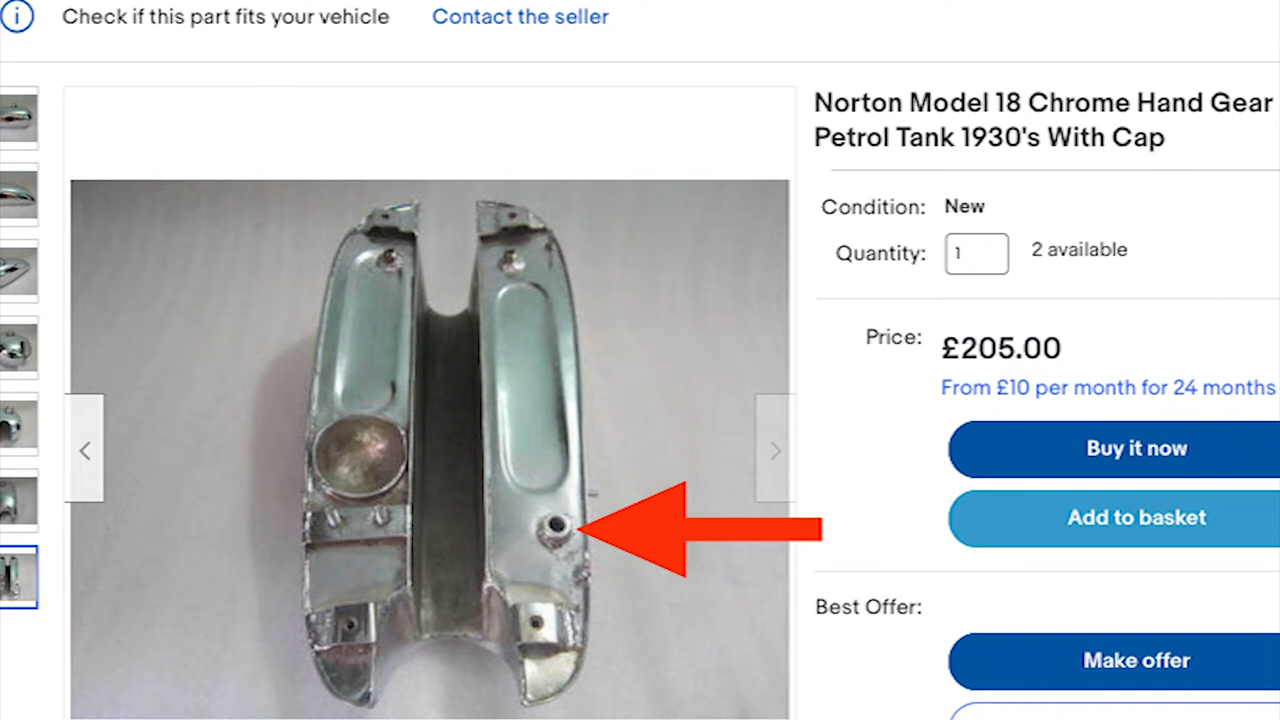 i
Check if this part fits your vehicle
Contact the seller
Norton Model 18 Chrome Hand Gear
Petrol Tank 1930's With Cap
Condition: New
Quantity: 1 2 available
Price: £205.00
From £10 per month for 24 months
Buy it now
Add to basket
Best Offer:
Make offer